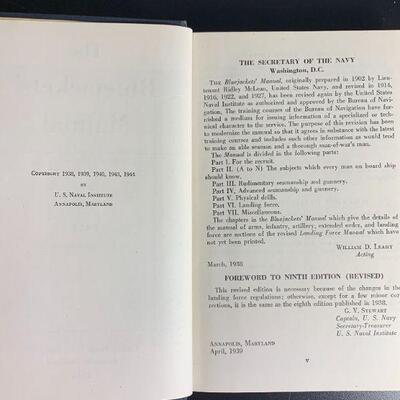 COPYRIGHT 1938, 1939, 1940, 1943, 1944
BY
U. S. NAVAL INSTITUTE
ANNAPOLIS, MARYLAND
THE SECRETARY OF THE NAVY
Washington, D.C.
THE Bluejackets' Manual, originally prepared in 1902 by Lieu-
tenant Ridley McLean, United States Navy, and revised in 1914,
1916, 1922, and 1927, has been revised again by the United States
Naval Institute as authorized and approved by the Bureau of Navi-
gation. The training courses of the Bureau of Navigation have fur-
nished a medium for issuing information of a specialized or tech-
nical character to the service. The purpose of this revision has been
to modernize the manual so that it agrees in substance with the latest
training courses and includes such other information as would tend
to make an able seaman and a thorough man-of-war's man.
The Manual is divided in the following parts:
Part I. For the recruit.
Part II. (A to N) The subjects which every man on board ship
should know.
Part III. Rudimentary seamanship and gunnery.
Part IV. Advanced seamanship and gunnery.
Part V. Physical drills.
Part VI. Landing force.
Part VII. Miscellaneous.
The chapters in the Bluejackets' Manual which give the details of
the manual of arms, infantry, artillery, extended order, and landing
force are sections of the revised Landing Force Manual which have
not yet been printed.
WILLIAM D. LEAHY
Acting
March, 1938
FOREWORD TO NINTH EDITION (REVISED)
This revised edition is necessary because of the changes in the
landing force regulations; otherwise, except for a few minor cor-
rections, it is the same as the eighth edition published in 1938.
G. V. STEWART
Captain, U. S. Navy
Secretary-Treasurer
U. S. Naval Institute
ANNAPOLIS, MARYLAND
April, 1939
v